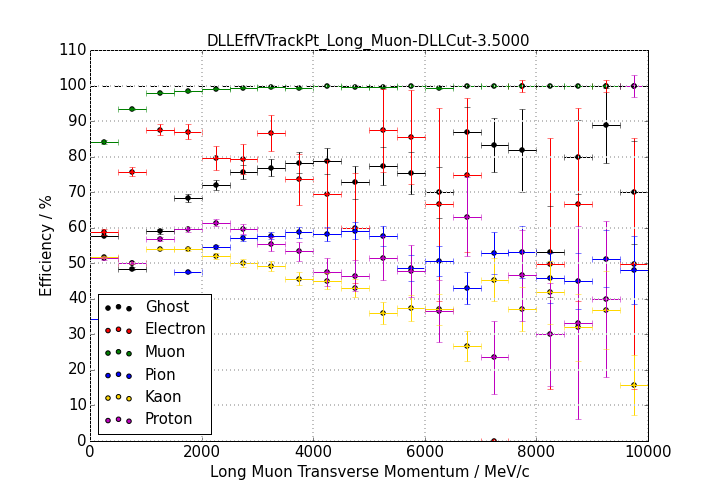 DLLEffVTrackPt_Long_Muon-DLLCut-3.5000
110
100
90
80
70
60
50
40
30
20
10
0
Efficiency / %
Ghost
Electron
Muon
Pion
Kaon
Proton
0 2000 4000 6000 8000 10000
Long Muon Transverse Momentum / MeV/c